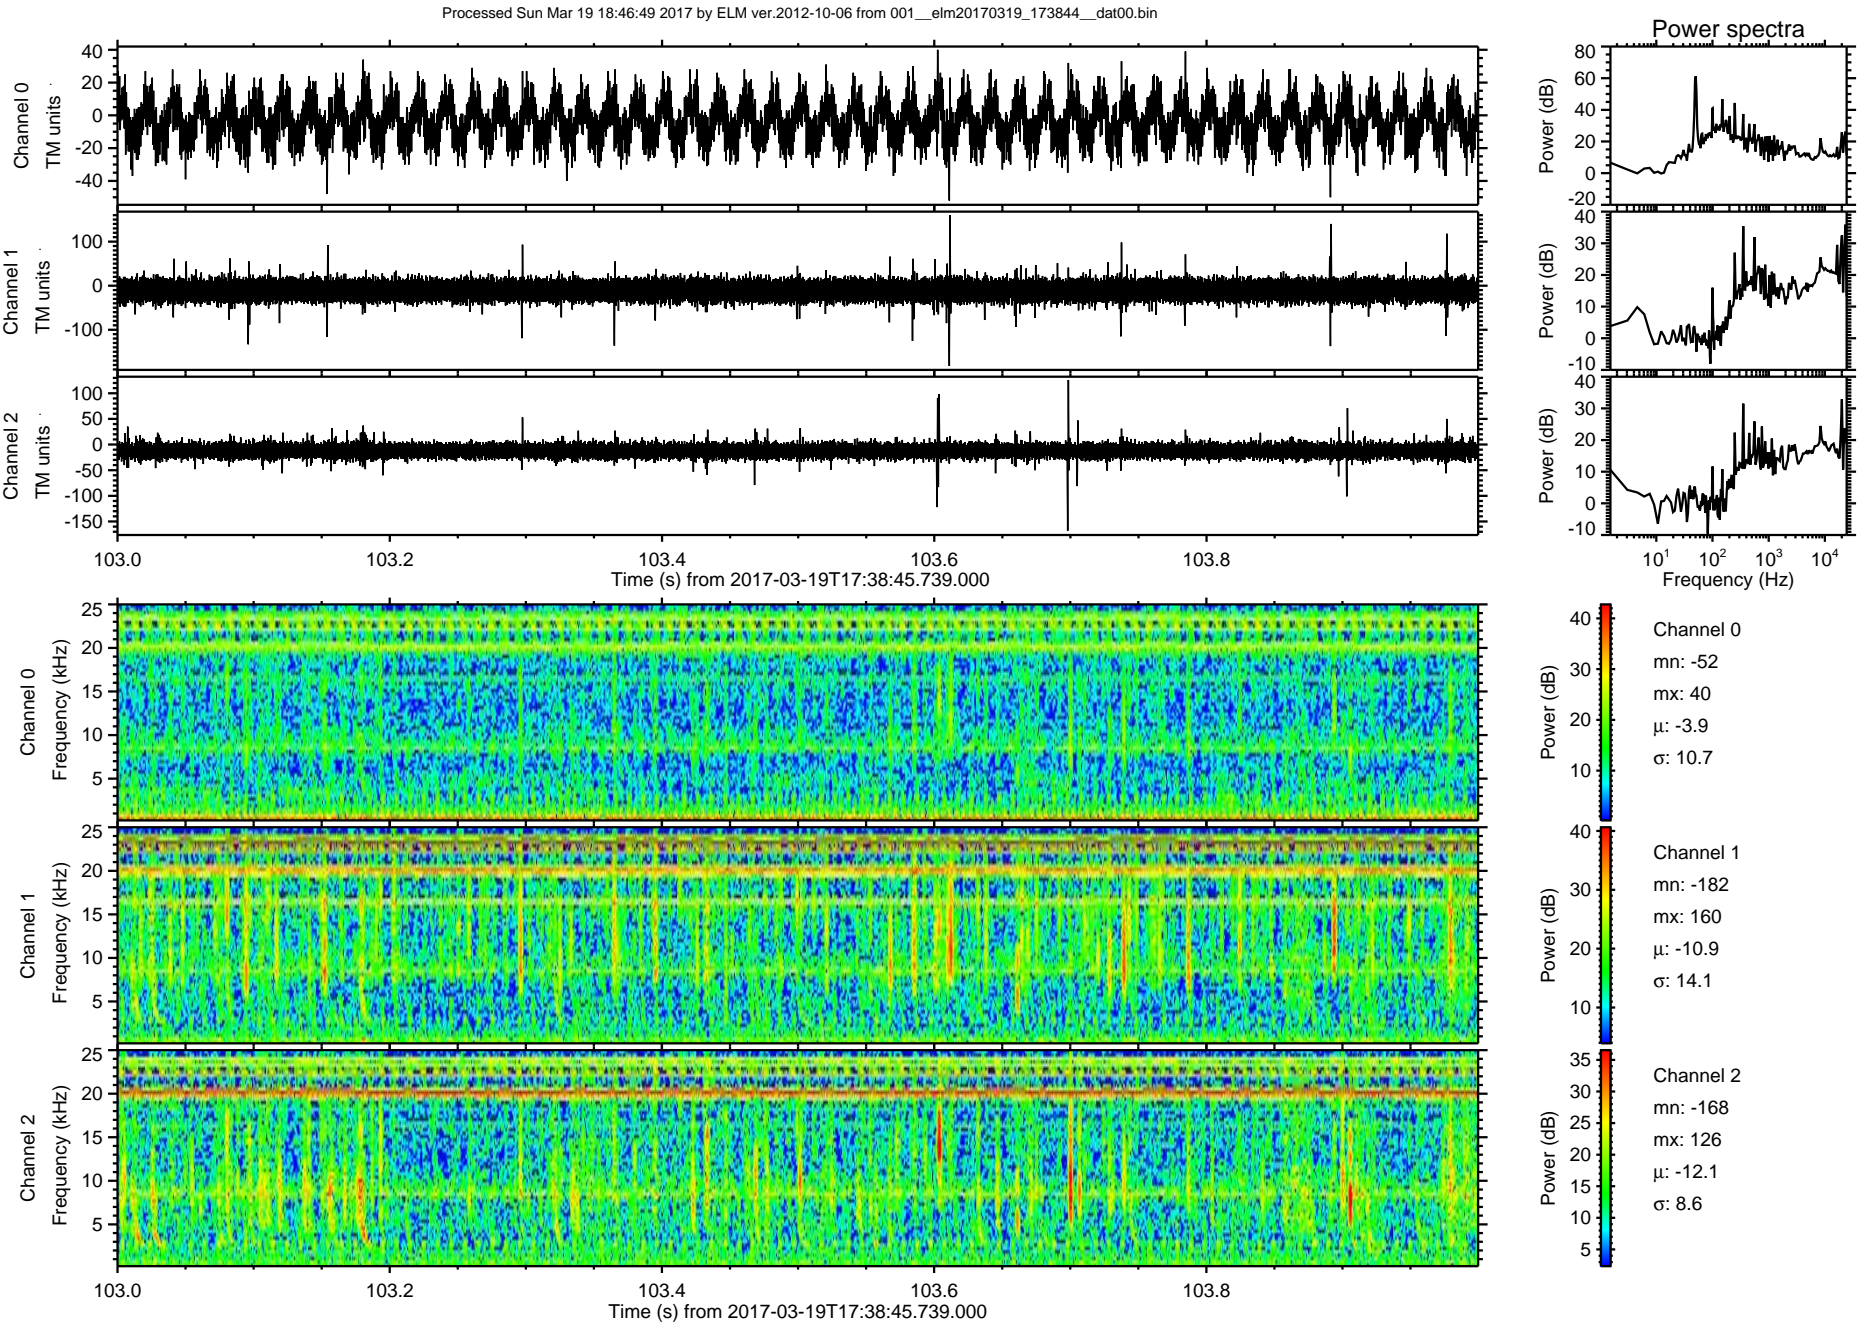 Processed Sun Mar 19 18:46:49 2017 by ELM ver.2012-10-06 from 001__elm20170319_173844__dat00.bin
Power spectra
Channel 0
TM units
40
20
0
-20
-40
Power (dB)
80
60
40
20
0
-20
Channel 1
TM units
100
0
-100
Power (dB)
40
30
20
10
0
-10
Channel 2
TM units
100
50
0
-50
-100
-150
Power (dB)
40
30
20
10
0
-10
103.0 103.2 103.4 103.6 103.8
Time (s) from 2017-03-19T17:38:45.739.000
10¹ 10² 10³ 10⁴
Frequency (Hz)
Channel 0
Frequency (kHz)
25
20
15
10
5
Power (dB)
40
30
20
10
Channel 0
mn: -52
mx: 40
μ: -3.9
σ: 10.7
Channel 1
Frequency (kHz)
25
20
15
10
5
Power (dB)
40
30
20
10
Channel 1
mn: -182
mx: 160
μ: -10.9
σ: 14.1
Channel 2
Frequency (kHz)
25
20
15
10
5
Power (dB)
35
30
25
20
15
10
5
Channel 2
mn: -168
mx: 126
μ: -12.1
σ: 8.6
103.0 103.2 103.4 103.6 103.8
Time (s) from 2017-03-19T17:38:45.739.000